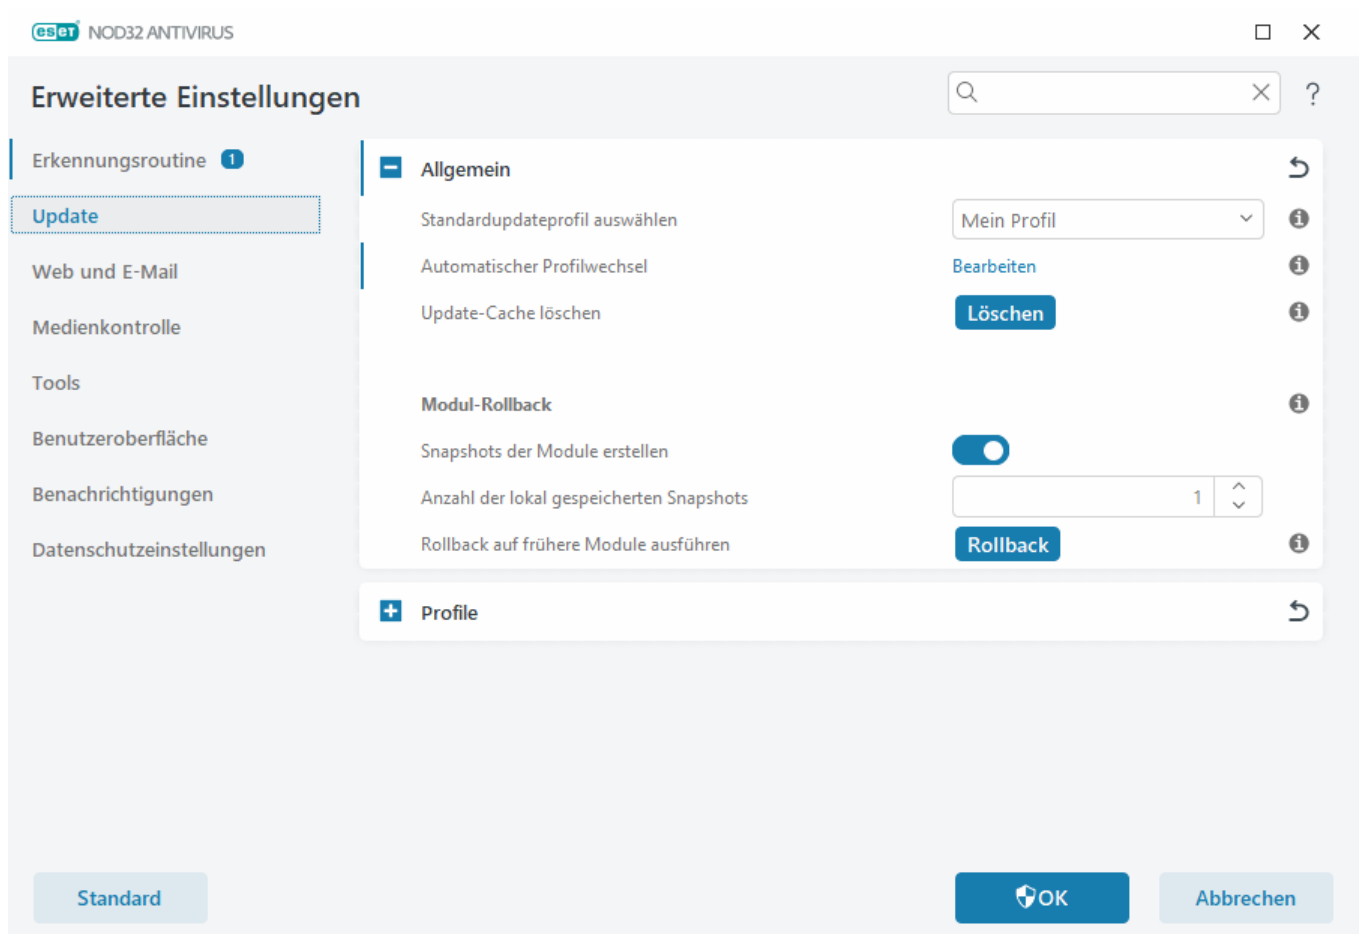 eset NOD32 ANTIVIRUS
Erweiterte Einstellungen
?
Erkennungsroutine 1
Update
Web und E-Mail
Medienkontrolle
Tools
Benutzeroberfläche
Benachrichtigungen
Datenschutzeinstellungen
Allgemein
Standardupdateprofil auswählen Mein Profil
Automatischer Profilwechsel Bearbeiten
Update-Cache löschen Löschen
Modul-Rollback
Snapshots der Module erstellen
Anzahl der lokal gespeicherten Snapshots 1
Rollback auf frühere Module ausführen Rollback
Profile
Standard OK Abbrechen